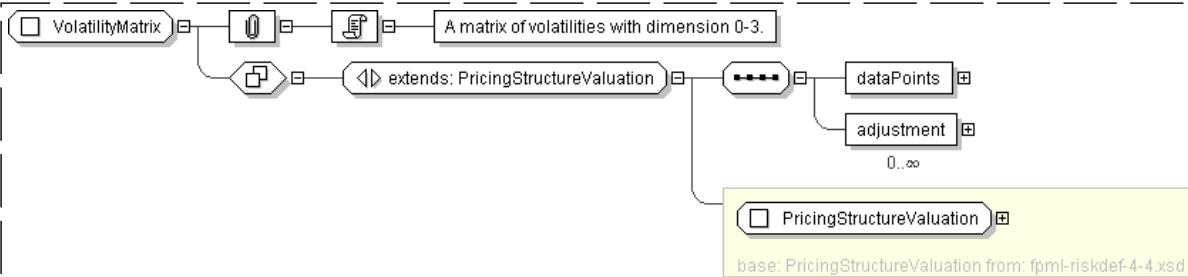 VolatilityMatrix
A matrix of volatilities with dimension 0-3.
extends: PricingStructureValuation
dataPoints
adjustment
0..∞
PricingStructureValuation
base: PricingStructureValuation from: fpml-riskdef-4-4.xsd